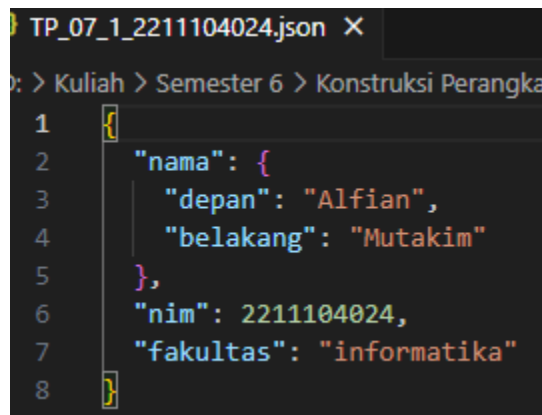 TP_07_1_2211104024.json ×
: > Kuliah > Semester 6 > Konstruksi Perangka
1 {
2 "nama": {
3 "depan": "Alfian",
4 "belakang": "Mutakim"
5 },
6 "nim": 2211104024,
7 "fakultas": "informatika"
8 }